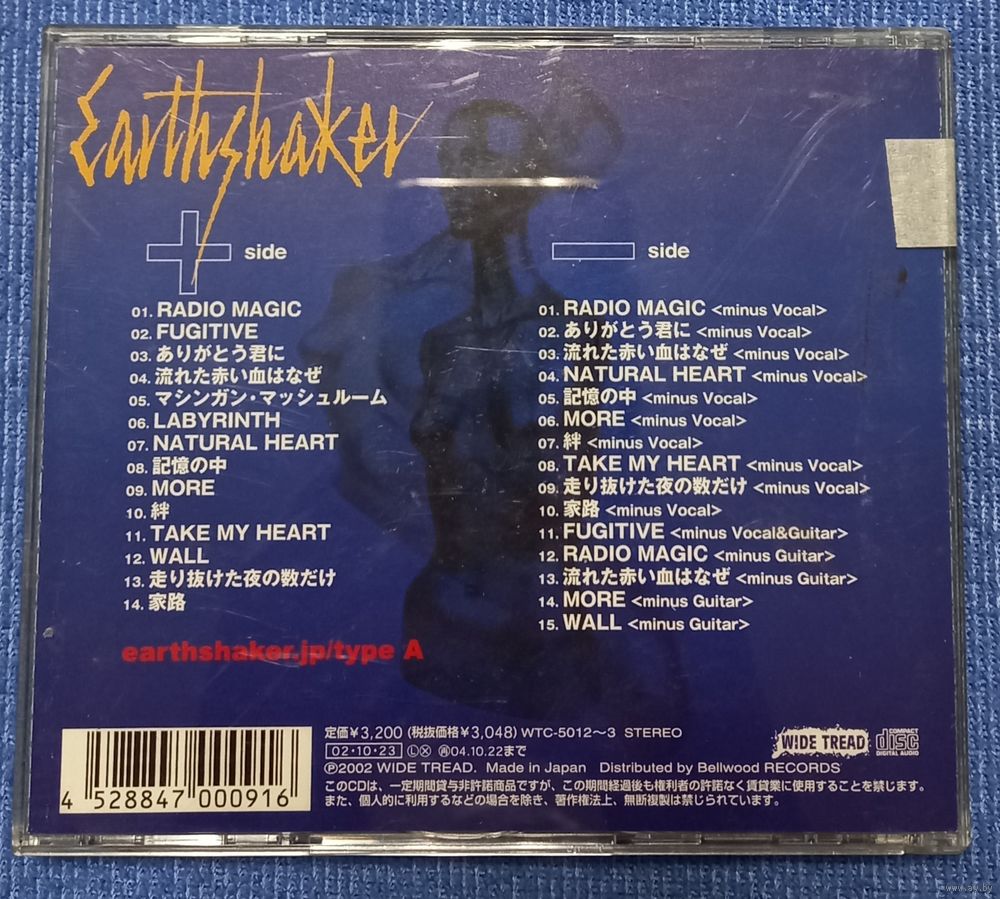 Earthshaker
side
01. RADIO MAGIC
02. FUGITIVE
03. ありがとう君に
04. 流れた赤い血はなぜ
05. マシンガン・マッシュルーム
06. LABYRINTH
07. NATURAL HEART
08. 記憶の中
09. MORE
10. 絆
11. TAKE MY HEART
12. WALL
13. 走り抜けた夜の数だけ
14. 家路
earthshaker.jp/type A
side
01. RADIO MAGIC <minus Vocal>
02. ありがとう君に <minus Vocal>
03. 流れた赤い血はなぜ <minus Vocal>
04. NATURAL HEART <minus Vocal>
05. 記憶の中 <minus Vocal>
06. MORE <minus Vocal>
07. 絆 <minus Vocal>
08. TAKE MY HEART <minus Vocal>
09. 走り抜けた夜の数だけ <minus Vocal>
10. 家路 <minus Vocal>
11. FUGITIVE <minus Vocal&Guitar>
12. RADIO MAGIC <minus Guitar>
13. 流れた赤い血はなぜ <minus Guitar>
14. MORE <minus Guitar>
15. WALL <minus Guitar>
4 528847 000916
定価¥3,200 (税抜価格¥3,048) WTC-5012〜3 STEREO
02・10・23 Ⓛ Ⓧ ㊞04.10.22まで
Ⓟ2002 WIDE TREAD. Made in Japan Distributed by Bellwood RECORDS
このCDは、一定期間貸与非許諾商品ですが、この期間経過後も権利者の許諾なく賃貸業に使用することを禁じます。
また、個人的に利用するなどの場合を除き、著作権法上、無断複製は禁じられています。
WIDE TREAD
COMPACT
disc
DIGITAL AUDIO
www.ay.by